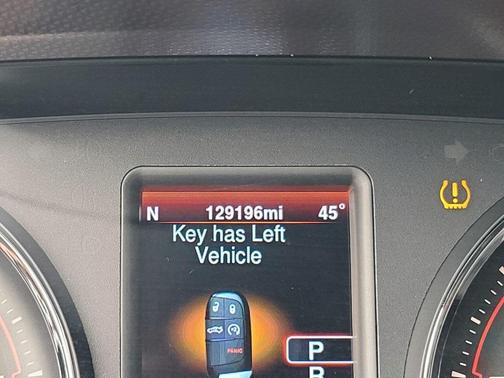 N 129196mi 45°
Key has Left
Vehicle
PANIC
P
R